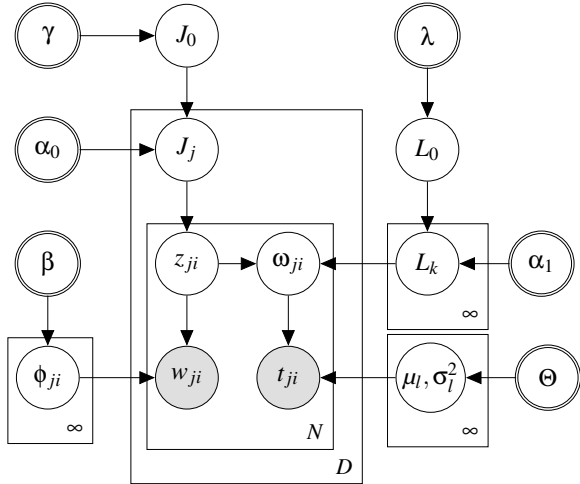 γ J₀ λ
α₀ Jⱼ L₀
β zⱼᵢ ωⱼᵢ Lₖ α₁
∞
ϕⱼᵢ wⱼᵢ tⱼᵢ μₗ, σₗ² Θ
∞ N ∞
D